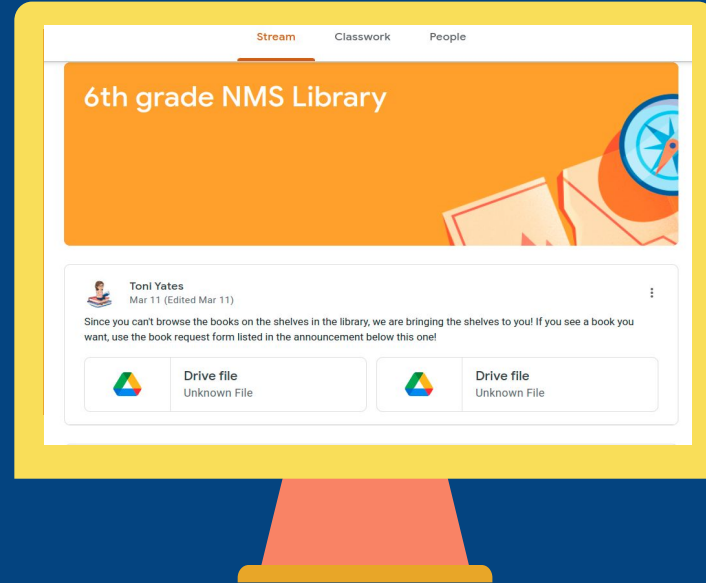 Stream Classwork People
6th grade NMS Library
Toni Yates
Mar 11 (Edited Mar 11)
Since you can't browse the books on the shelves in the library, we are bringing the shelves to you! If you see a book you
want, use the book request form listed in the announcement below this one!
Drive file Drive file
Unknown File Unknown File